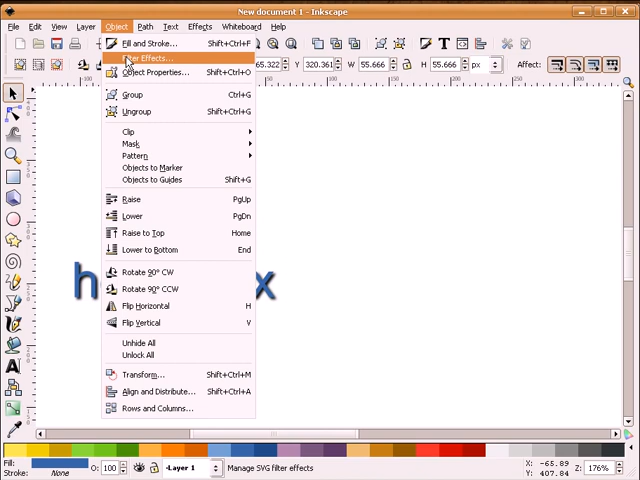 New document 1 - Inkscape
File Edit View Layer Object Path Text Effects Whiteboard Help
65.322 Y 320.361 W 55.666 H 55.666 px Affect:
Fill and Stroke... Shift+Ctrl+F
Filter Effects...
Object Properties... Shift+Ctrl+O
Group Ctrl+G
Ungroup Shift+Ctrl+G
Clip
Mask
Pattern
Objects to Marker
Objects to Guides Shift+G
Raise PgUp
Lower PgDn
Raise to Top Home
Lower to Bottom End
Rotate 90° CW
Rotate 90° CCW
Flip Horizontal H
Flip Vertical V
Unhide All
Unlock All
Transform... Shift+Ctrl+M
Align and Distribute... Shift+Ctrl+A
Rows and Columns...
h x
Fill:
Stroke: None O: 100 Layer 1 Manage SVG filter effects X: -65.89 Y: 407.84 Z: 176%